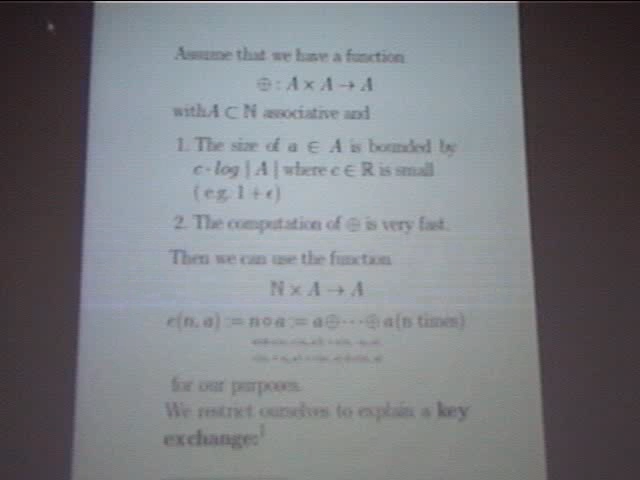 Assume that we have a function
⊕ : A × A → A
with A ⊂ ℕ associative and
1. The size of a ∈ A is bounded by
c · log | A | where c ∈ ℝ is small
( e.g. 1 + ϵ)
2. The computation of ⊕ is very fast.
Then we can use the function
ℕ × A → A
e(n, a) := n ∘ a := a ⊕ ··· ⊕ a(n times)
for our purposes.
We restrict ourselves to explain a key
exchange:¹